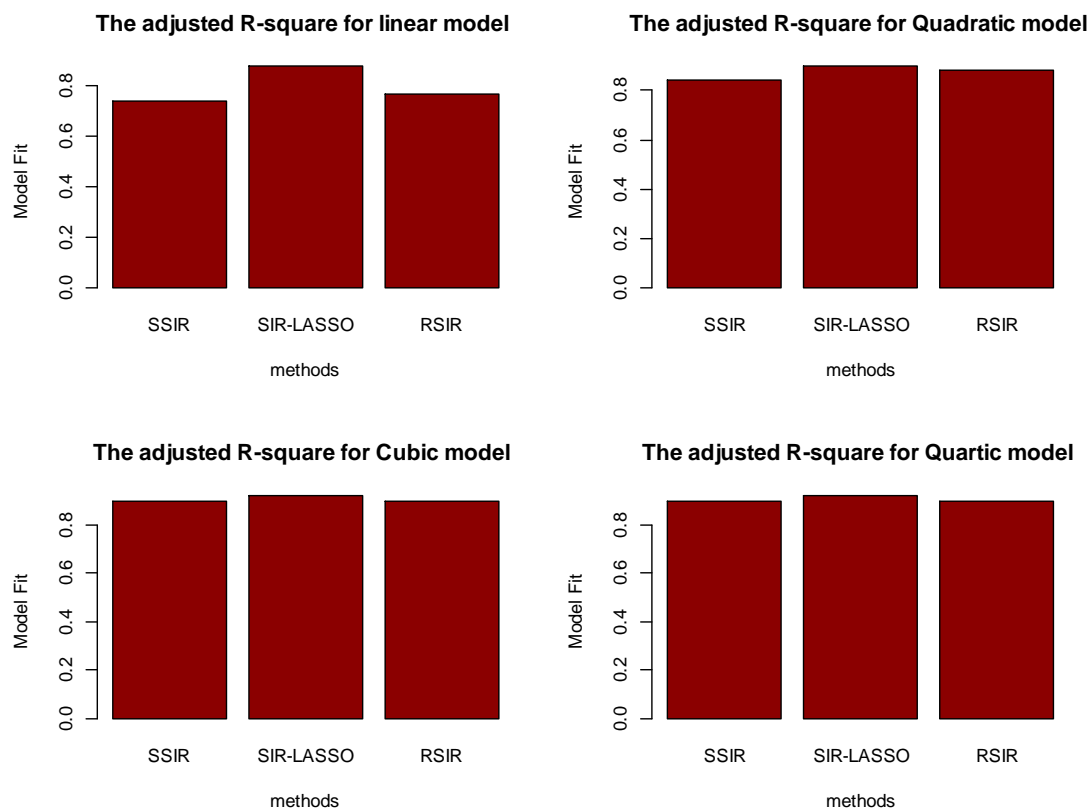 The adjusted R-square for linear model
Model Fit
0.0 0.2 0.4 0.6 0.8
SSIR SIR-LASSO RSIR
methods
The adjusted R-square for Quadratic model
Model Fit
0.0 0.2 0.4 0.6 0.8
SSIR SIR-LASSO RSIR
methods
The adjusted R-square for Cubic model
Model Fit
0.0 0.2 0.4 0.6 0.8
SSIR SIR-LASSO RSIR
methods
The adjusted R-square for Quartic model
Model Fit
0.0 0.2 0.4 0.6 0.8
SSIR SIR-LASSO RSIR
methods